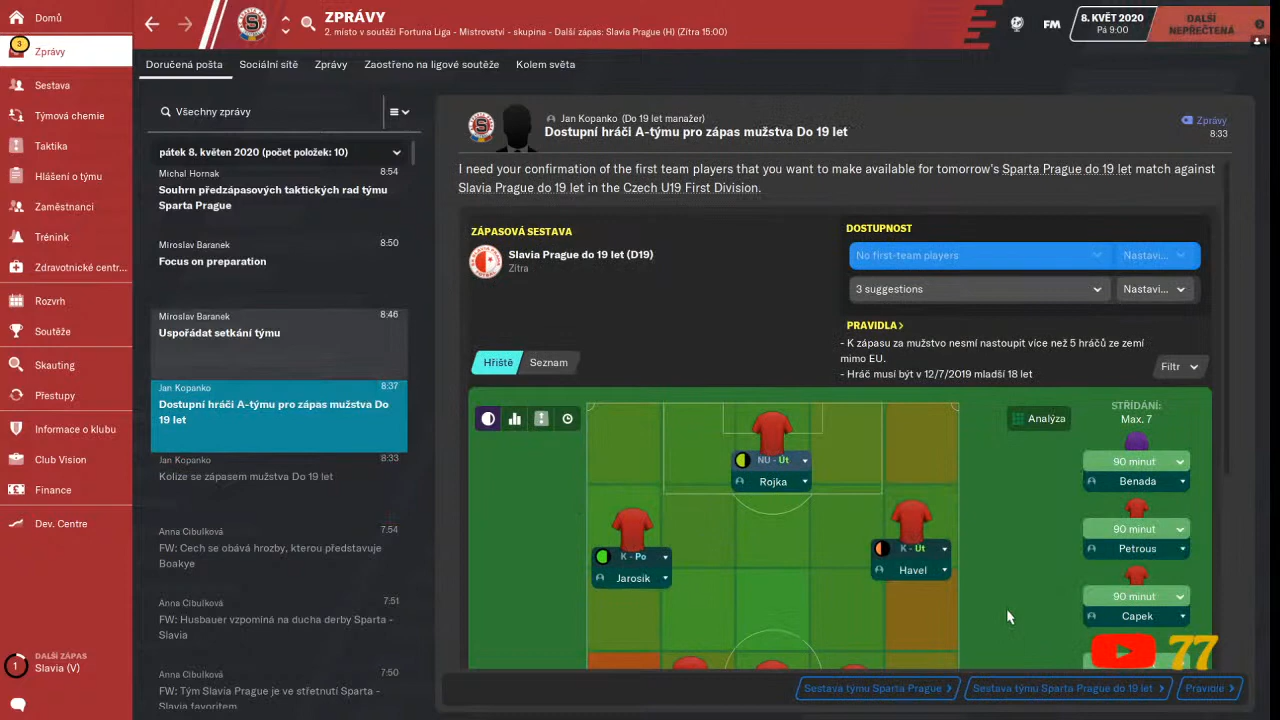 Domů
3
Zprávy
Sestava
Týmová chemie
Taktika
Hlášení o týmu
Zaměstnanci
Trénink
Zdravotnické centr...
Rozvrh
Soutěže
Skauting
Přestupy
Informace o klubu
Club Vision
Finance
Dev. Centre
DALŠÍ ZÁPAS
1
Slavia (V)
ZPRÁVY
2. místo v soutěži Fortuna Liga - Mistrovství - skupina - Další zápas: Slavia Prague (H) (Zítra 15:00)
FM
8. KVĚT 2020
Pá 9:00
DALŠÍ
NEPŘEČTENÁ
1
Doručená pošta
Sociální sítě
Zprávy
Zaostřeno na ligové soutěže
Kolem světa
Všechny zprávy
pátek 8. květen 2020 (počet položek: 10)
Michal Hornak
8:54
Souhrn předzápasových taktických rad týmu
Sparta Prague
Miroslav Baranek
8:50
Focus on preparation
Miroslav Baranek
8:46
Uspořádat setkání týmu
Jan Kopanko
8:37
Dostupní hráči A-týmu pro zápas mužstva Do
19 let
Jan Kopanko
8:33
Kolize se zápasem mužstva Do 19 let
Anna Cibulková
7:54
FW: Cech se obává hrozby, kterou představuje
Boakye
Anna Cibulková
7:51
FW: Husbauer vzpomíná na ducha derby Sparta -
Slavia
Anna Cibulková
7:50
FW: Tým Slavia Prague je ve střetnutí Sparta -
Slavia favoritem
Jan Kopanko (Do 19 let manažer)
Dostupní hráči A-týmu pro zápas mužstva Do 19 let
Zprávy
8:33
I need your confirmation of the first team players that you want to make available for tomorrow's Sparta Prague do 19 let match against
Slavia Prague do 19 let in the Czech U19 First Division.
ZÁPASOVÁ SESTAVA
Slavia Prague do 19 let (D19)
Zítra
DOSTUPNOST
No first-team players
Nastavi...
3 suggestions
Nastavi...
PRAVIDLA
- K zápasu za mužstvo nesmí nastoupit více než 5 hráčů ze zemí
mimo EU.
- Hráč musí být v 12/7/2019 mladší 18 let
Hřiště
Seznam
Filtr
Analýza
STŘÍDÁNÍ:
Max. 7
NU - Út
Rojka
K - Po
Jarosik
K - Út
Havel
90 minut
Benada
90 minut
Petrous
90 minut
Capek
77
Sestava týmu Sparta Prague
Sestava týmu Sparta Prague do 19 let
Pravidle